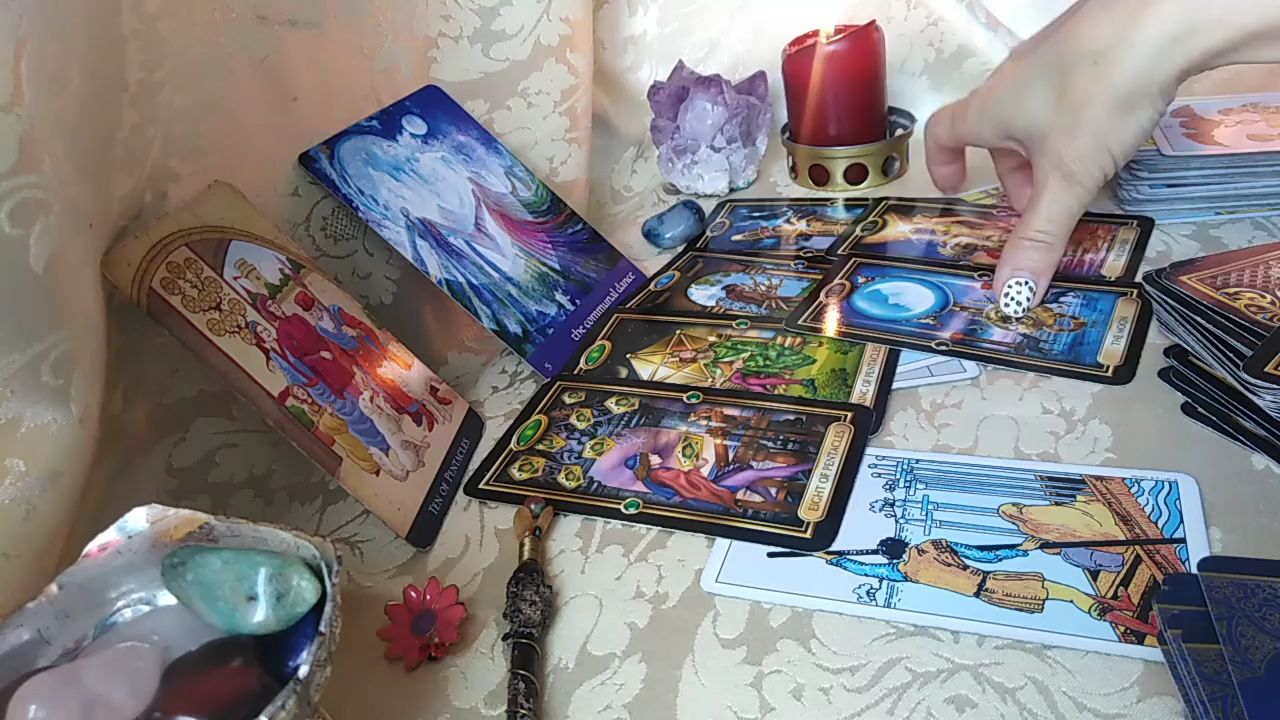 the communal dance
5
TEN OF PENTACLES
THE MOON
KING OF PENTACLES
EIGHT OF PENTACLES